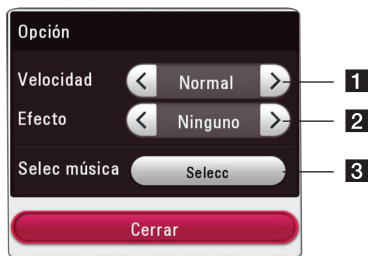 Opción
Velocidad < Normal > 1
Efecto < Ninguno > 2
Selec música Selecc 3
Cerrar